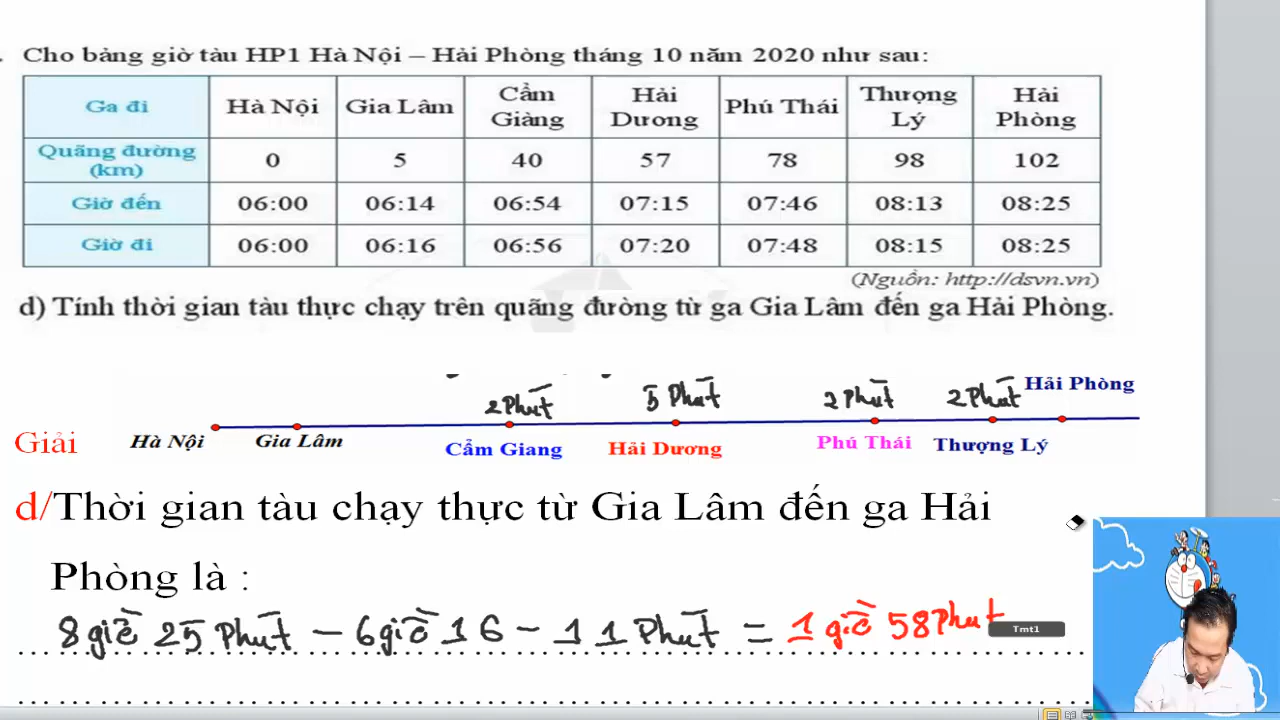 Cho bảng giờ tàu HP1 Hà Nội – Hải Phòng tháng 10 năm 2020 như sau:
Ga đi Hà Nội Gia Lâm Cẩm Giàng Hải Dương Phú Thái Thượng Lý Hải Phòng
Quãng đường (km) 0 5 40 57 78 98 102
Giờ đến 06:00 06:14 06:54 07:15 07:46 08:13 08:25
Giờ đi 06:00 06:16 06:56 07:20 07:48 08:15 08:25
(Nguồn: http://dsvn.vn)
d) Tính thời gian tàu thực chạy trên quãng đường từ ga Gia Lâm đến ga Hải Phòng.
2 Phút 5 Phút 2 Phút 2 Phút Hải Phòng
Giải Hà Nội Gia Lâm Cẩm Giang Hải Dương Phú Thái Thượng Lý
d/Thời gian tàu chạy thực từ Gia Lâm đến ga Hải
Phòng là :
8 giờ 25 Phút – 6 giờ 16 – 11 Phút = 1 giờ 58 Phút
Tmt1